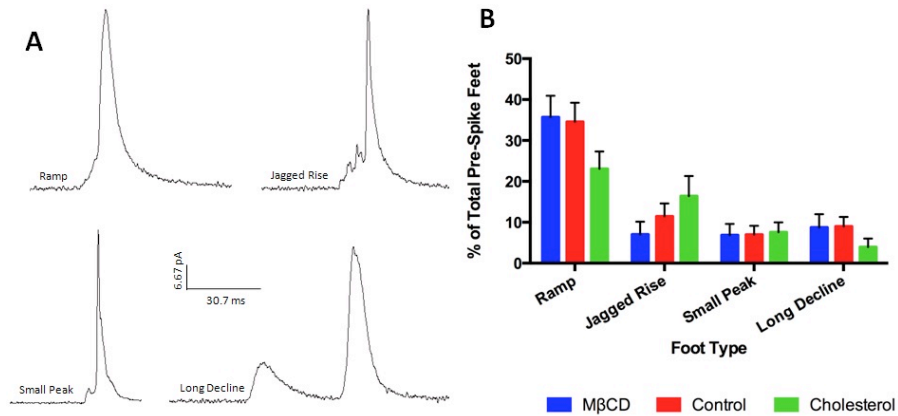 A
Ramp
Jagged Rise
Small Peak
Long Decline
6.67 pA
30.7 ms
B
% of Total Pre-Spike Feet
50
40
30
20
10
0
Ramp
Jagged Rise
Small Peak
Long Decline
Foot Type
MβCD Control Cholesterol